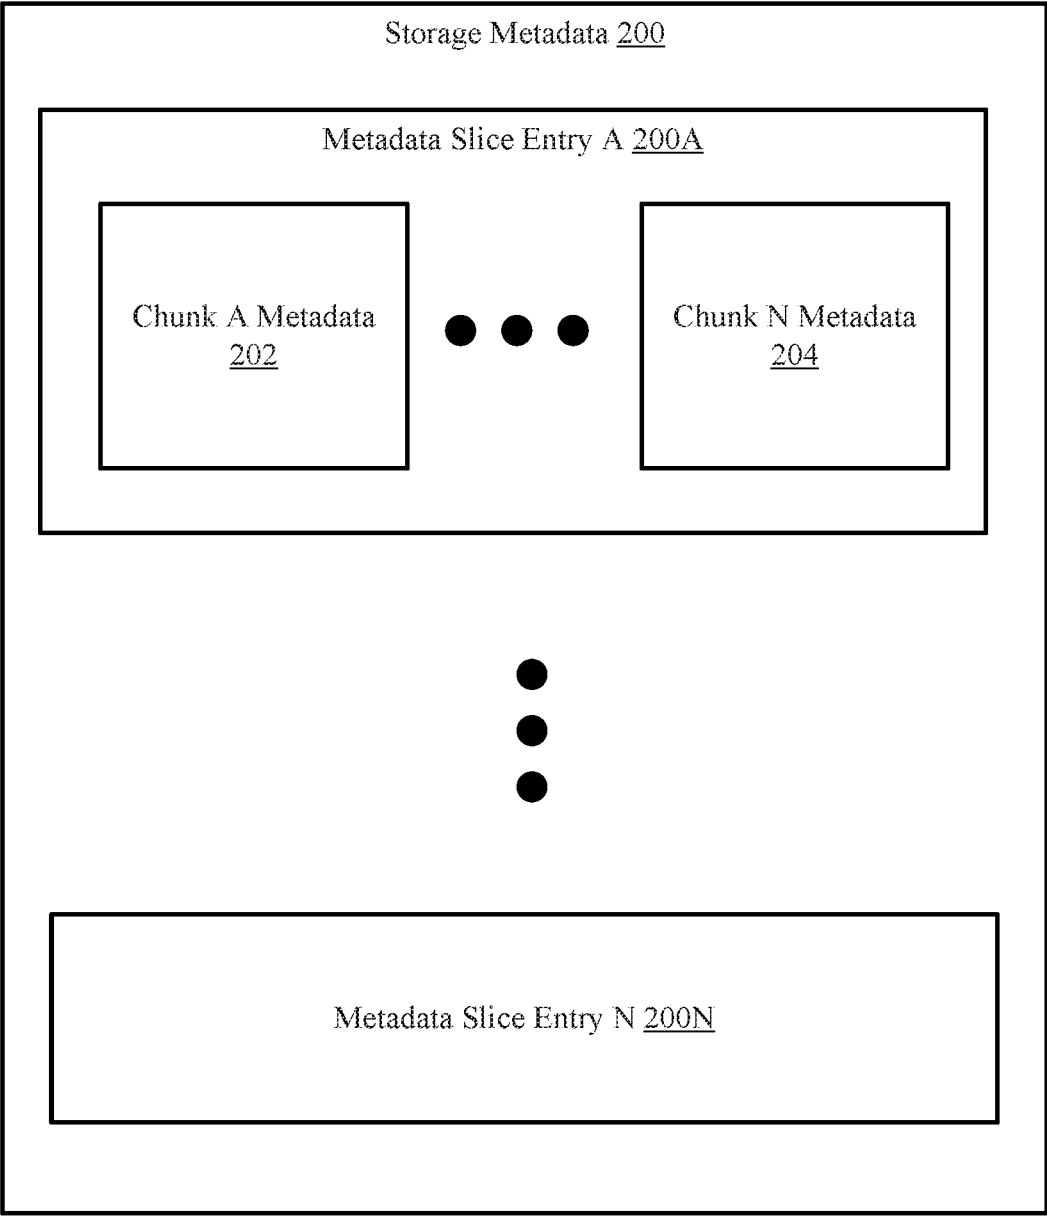 Storage Metadata 200
Metadata Slice Entry A 200A
Chunk A Metadata
202
Chunk N Metadata
204
Metadata Slice Entry N 200N